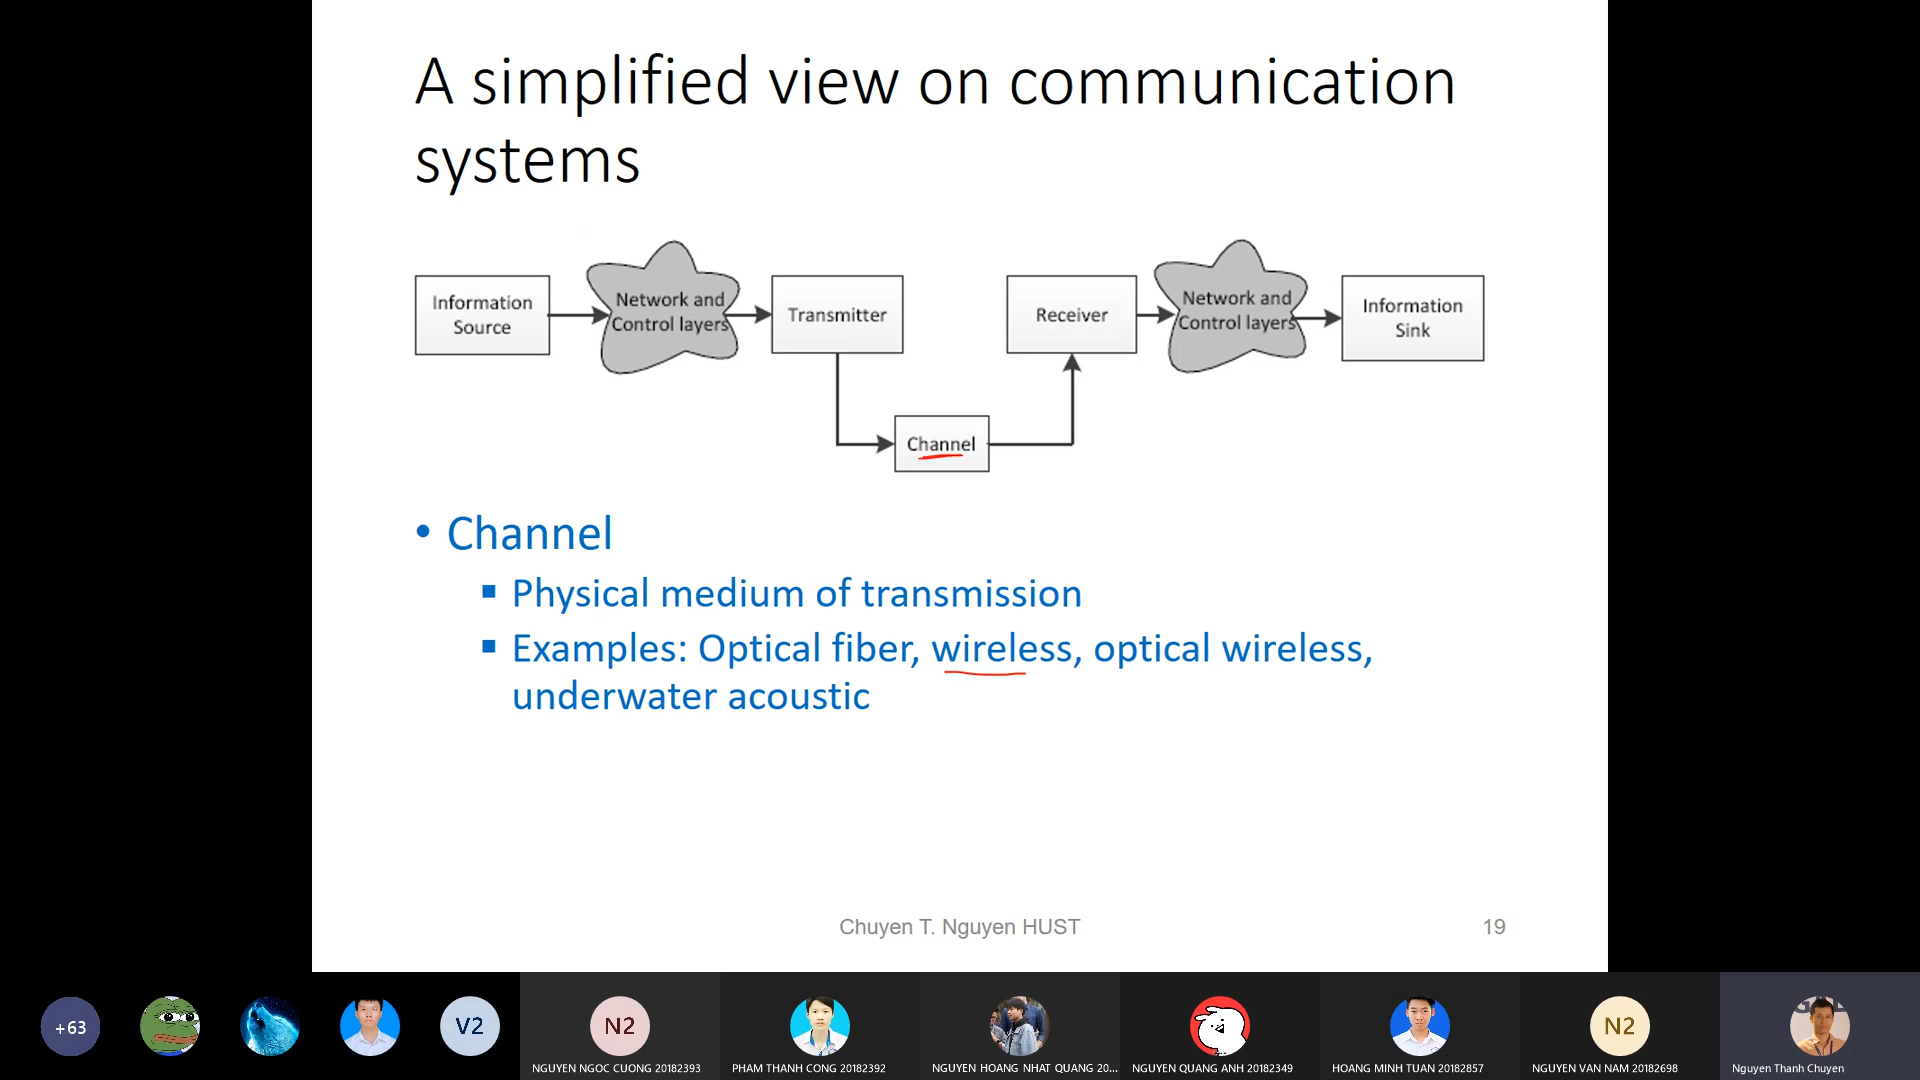 A simplified view on communication
systems
Information
Source
Network and
Control layers
Transmitter
Receiver
Network and
Control layers
Information
Sink
Channel
• Channel
▪ Physical medium of transmission
▪ Examples: Optical fiber, wireless, optical wireless,
underwater acoustic
Chuyen T. Nguyen HUST
19
+63
V2
N2
NGUYEN NGOC CUONG 20182393
PHAM THANH CONG 20182392
NGUYEN HOANG NHAT QUANG 20...
NGUYEN QUANG ANH 20182349
HOANG MINH TUAN 20182857
N2
NGUYEN VAN NAM 20182698
Nguyen Thanh Chuyen